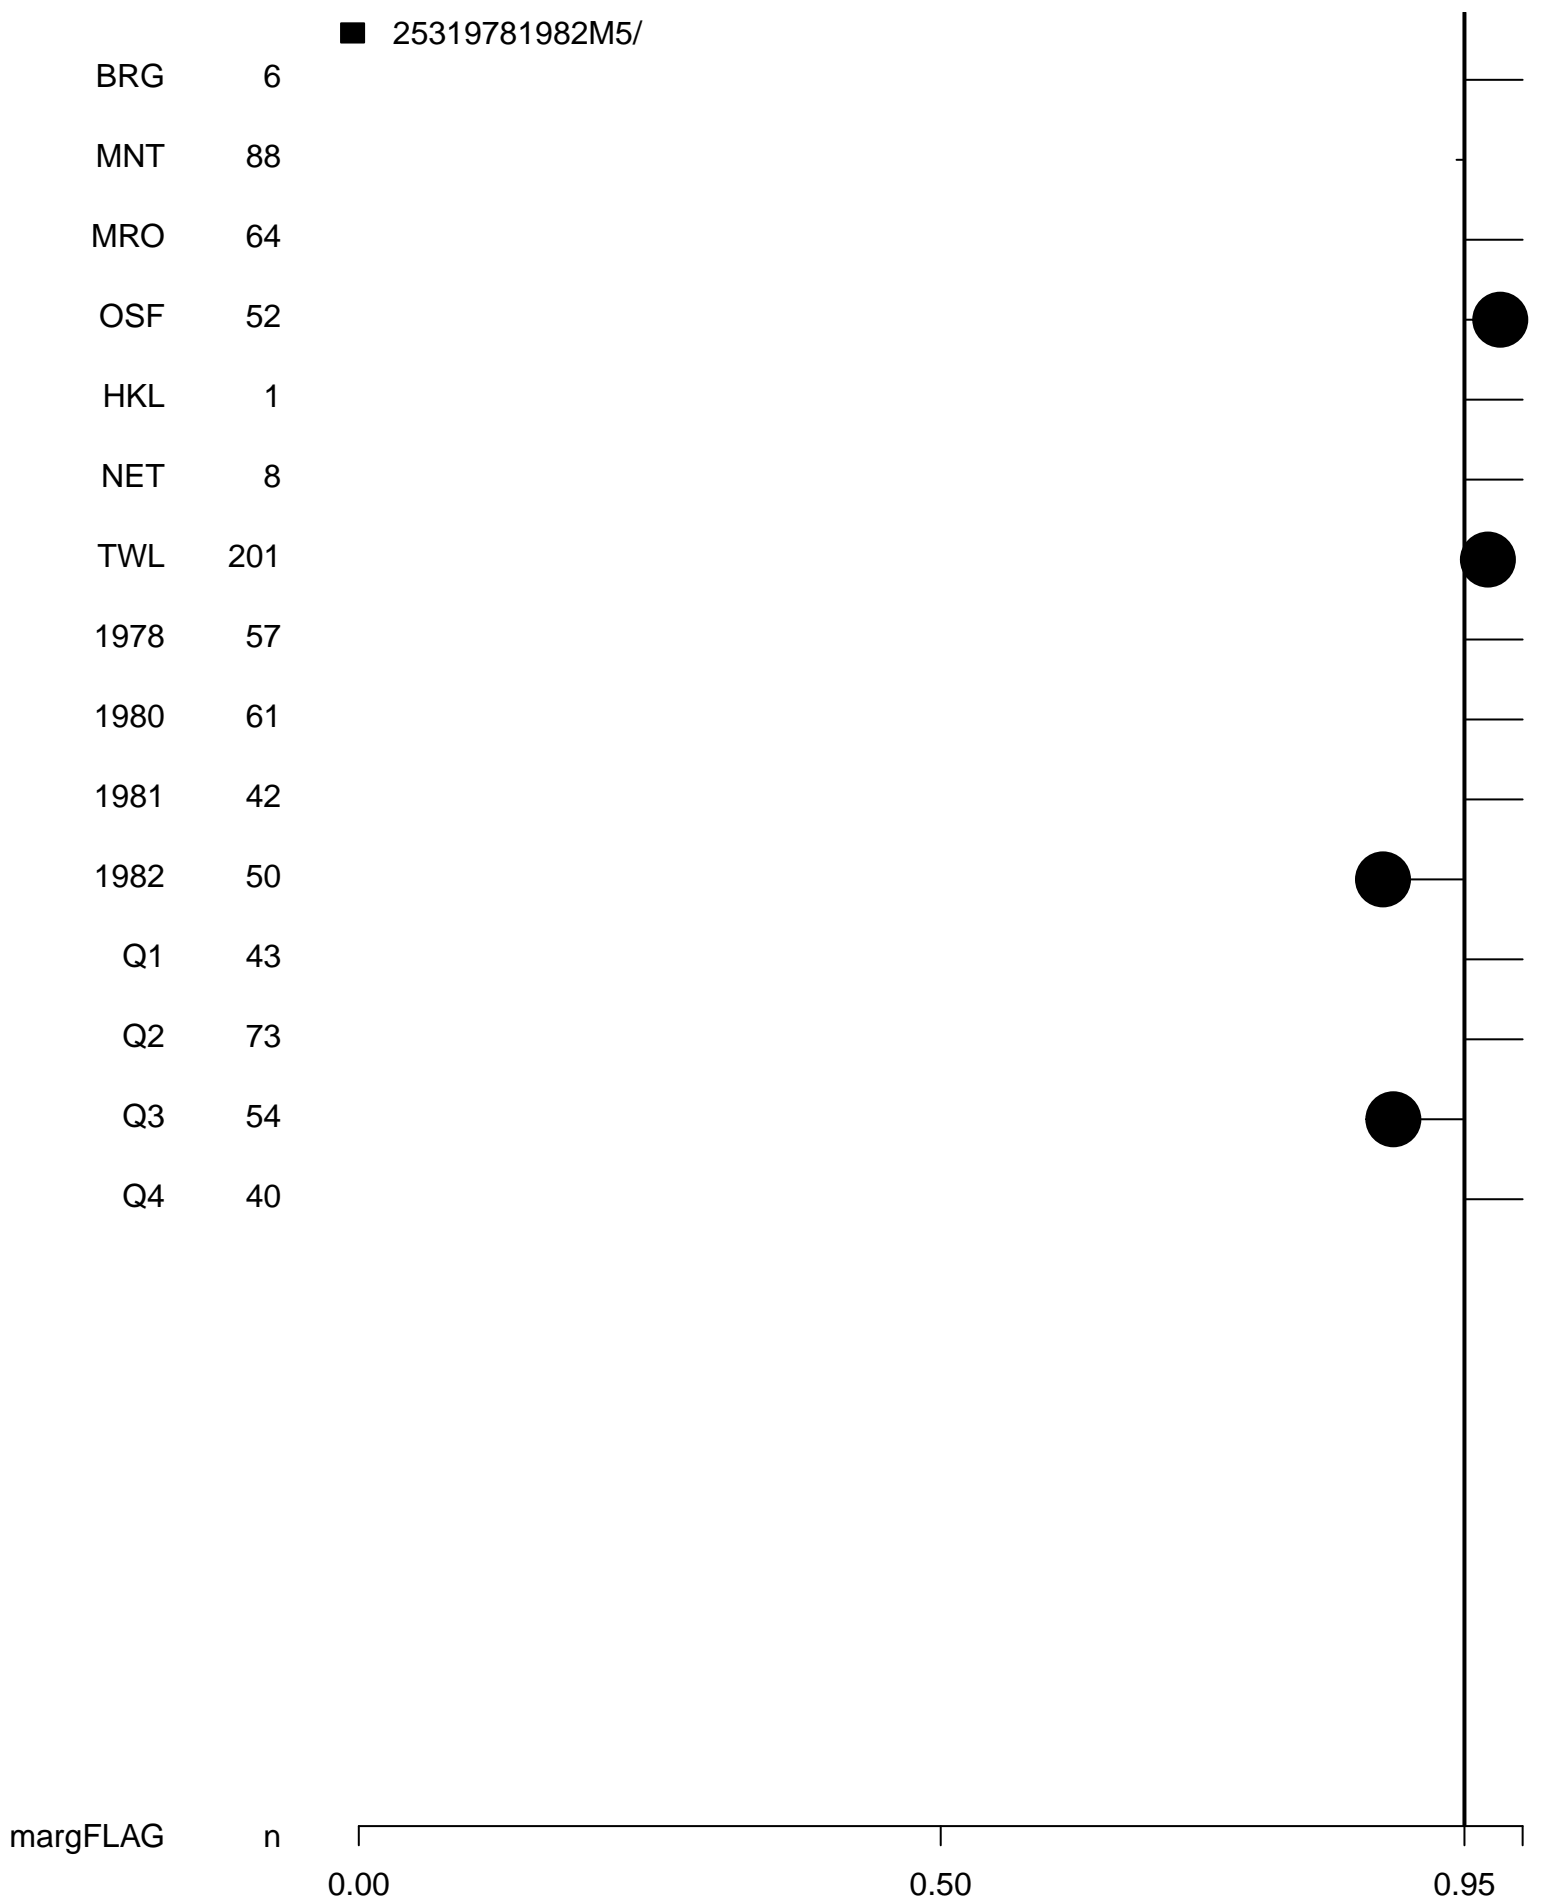 25319781982M5/
BRG 6
MNT 88
MRO 64
OSF 52
HKL 1
NET 8
TWL 201
1978 57
1980 61
1981 42
1982 50
Q1 43
Q2 73
Q3 54
Q4 40
margFLAG n
0.00 0.50 0.95